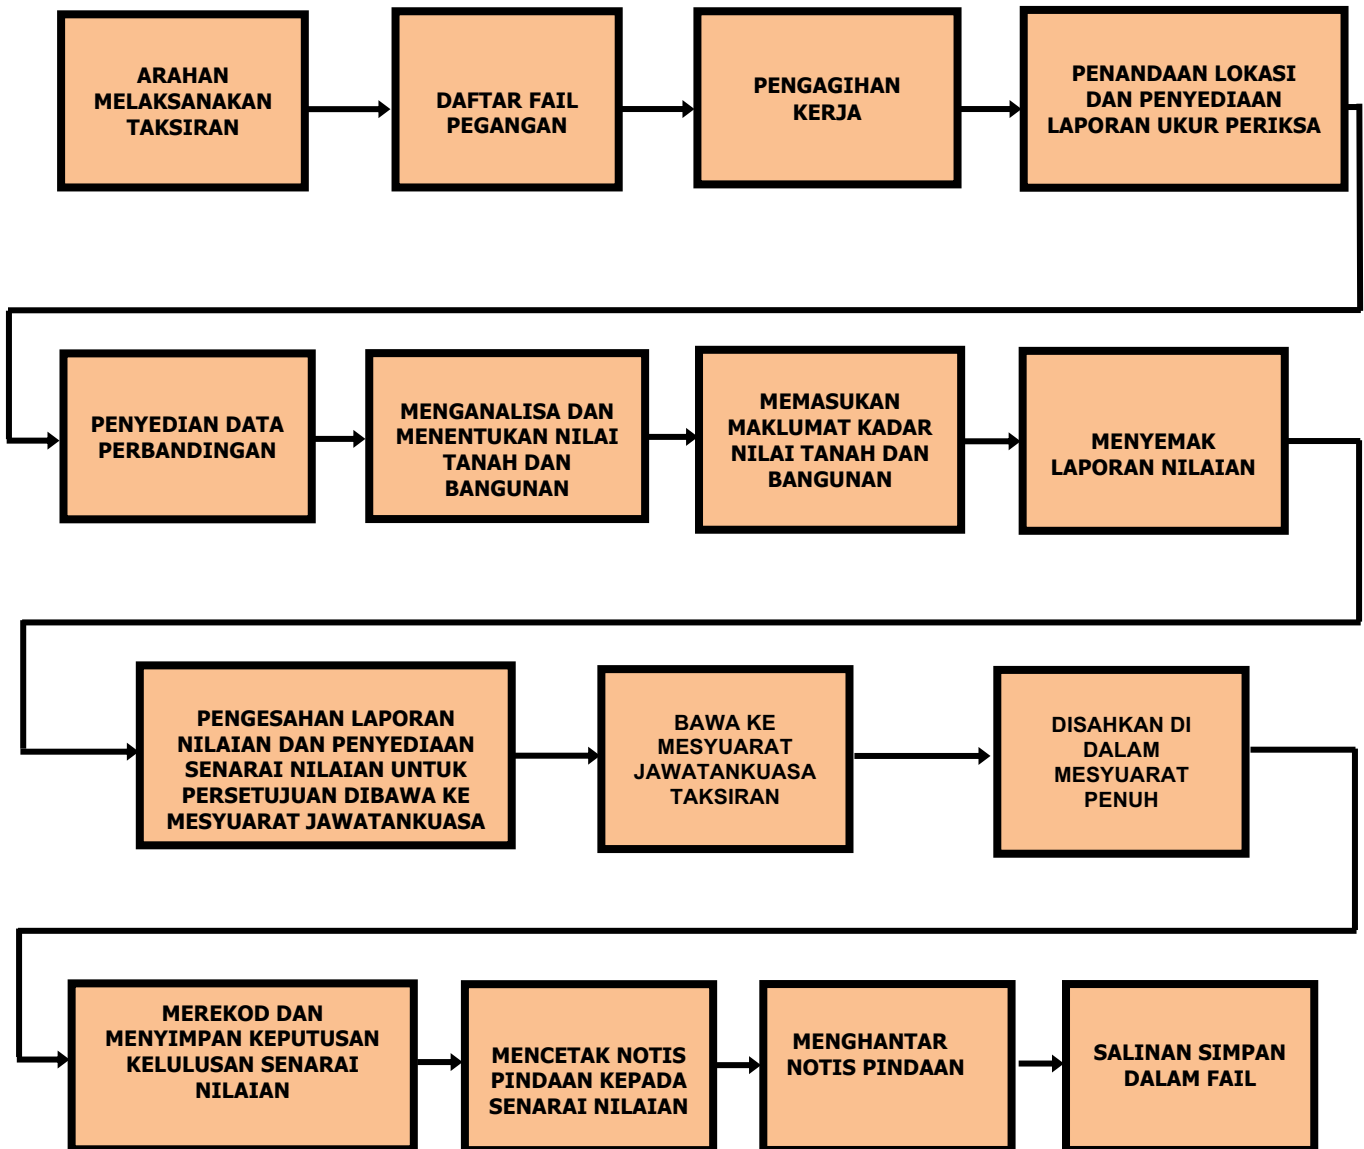 ARAHAN
MELAKSANAKAN
TAKSIRAN
DAFTAR FAIL
PEGANGAN
PENGAGIHAN
KERJA
PENANDAAN LOKASI
DAN PENYEDIAAN
LAPORAN UKUR PERIKSA
PENYEDIAN DATA
PERBANDINGAN
MENGANALISA DAN
MENENTUKAN NILAI
TANAH DAN
BANGUNAN
MEMASUKAN
MAKLUMAT KADAR
NILAI TANAH DAN
BANGUNAN
MENYEMAK
LAPORAN NILAIAN
PENGESAHAN LAPORAN
NILAIAN DAN PENYEDIAAN
SENARAI NILAIAN UNTUK
PERSETUJUAN DIBAWA KE
MESYUARAT JAWATANKUASA
BAWA KE
MESYUARAT
JAWATANKUASA
TAKSIRAN
DISAHKAN DI
DALAM
MESYUARAT
PENUH
MEREKOD DAN
MENYIMPAN KEPUTUSAN
KELULUSAN SENARAI
NILAIAN
MENCETAK NOTIS
PINDAAN KEPADA
SENARAI NILAIAN
MENGHANTAR
NOTIS PINDAAN
SALINAN SIMPAN
DALAM FAIL